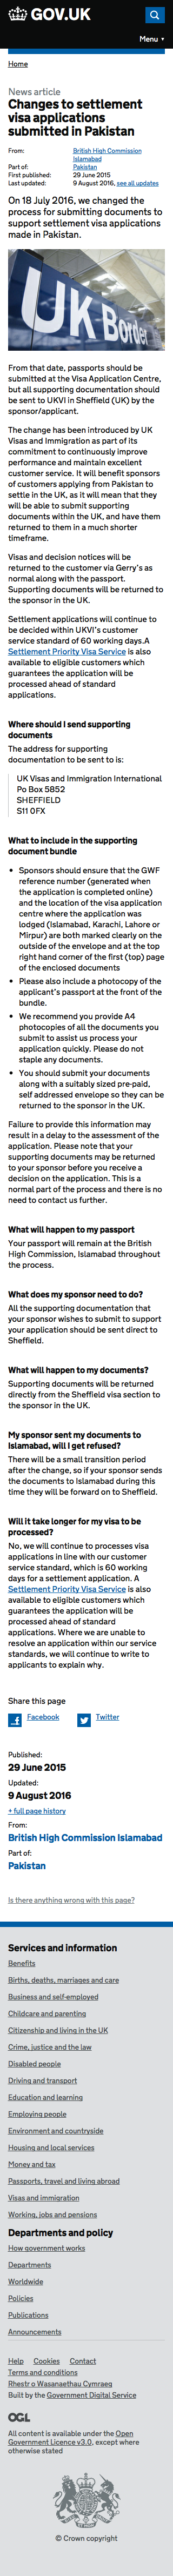 GOV.UK
Menu ▼
Home
News article
Changes to settlement
visa applications
submitted in Pakistan
From: British High Commission
Islamabad
Part of: Pakistan
First published: 29 June 2015
Last updated: 9 August 2016, see all updates
On 18 July 2016, we changed the
process for submitting documents to
support settlement visa applications
made in Pakistan.
UK Border
From that date, passports should be
submitted at the Visa Application Centre,
but all supporting documentation should
be sent to UKVI in Sheffield (UK) by the
sponsor/applicant.
The change has been introduced by UK
Visas and Immigration as part of its
commitment to continuously improve
performance and maintain excellent
customer service. It will benefit sponsors
of customers applying from Pakistan to
settle in the UK, as it will mean that they
will be able to submit supporting
documents within the UK, and have them
returned to them in a much shorter
timeframe.
Visas and decision notices will be
returned to the customer via Gerry's as
normal along with the passport.
Supporting documents will be returned to
the sponsor in the UK.
Settlement applications will continue to
be decided within UKVI's customer
service standard of 60 working days.A
Settlement Priority Visa Service is also
available to eligible customers which
guarantees the application will be
processed ahead of standard
applications.
Where should I send supporting
documents
The address for supporting
documentation to be sent to is:
UK Visas and Immigration International
Po Box 5852
SHEFFIELD
S11 0FX
What to include in the supporting
document bundle
• Sponsors should ensure that the GWF
reference number (generated when
the application is completed online)
and the location of the visa application
centre where the application was
lodged (Islamabad, Karachi, Lahore or
Mirpur) are both marked clearly on the
outside of the envelope and at the top
right hand corner of the first (top) page
of the enclosed documents
• Please also include a photocopy of the
applicant's passport at the front of the
bundle.
• We recommend you provide A4
photocopies of all the documents you
submit to assist us process your
application quickly. Please do not
staple any documents.
• You should submit your documents
along with a suitably sized pre-paid,
self addressed envelope so they can be
returned to the sponsor in the UK.
Failure to provide this information may
result in a delay to the assessment of the
application. Please note that your
supporting documents may be returned
to your sponsor before you receive a
decision on the application. This is a
normal part of the process and there is no
need to contact us further.
What will happen to my passport
Your passport will remain at the British
High Commission, Islamabad throughout
the process.
What does my sponsor need to do?
All the supporting documentation that
your sponsor wishes to submit to support
your application should be sent direct to
Sheffield.
What will happen to my documents?
Supporting documents will be returned
directly from the Sheffield visa section to
the sponsor in the UK.
My sponsor sent my documents to
Islamabad, will I get refused?
There will be a small transition period
after the change, so if your sponsor sends
the documents to Islamabad during this
time they will be forward on to Sheffield.
Will it take longer for my visa to be
processed?
No, we will continue to processes visa
applications in line with our customer
service standard, which is 60 working
days for a settlement application. A
Settlement Priority Visa Service is also
available to eligible customers which
guarantees the application will be
processed ahead of standard
applications. Where we are unable to
resolve an application within our service
standards, we will contact the
applicants to explain why.
Share this page
Facebook Twitter
Published:
29 June 2015
Updated:
9 August 2016
+ full page history
From:
British High Commission Islamabad
Part of:
Pakistan
Is there anything wrong with this page?
Services and information
Benefits
Births, deaths, marriages and care
Business and self-employed
Childcare and parenting
Citizenship and living in the UK
Crime, justice and the law
Disabled people
Driving and transport
Education and learning
Employing people
Environment and countryside
Housing and local services
Money and tax
Passports, travel and living abroad
Visas and immigration
Working, jobs and pensions
Departments and policy
How government works
Departments
Worldwide
Policies
Publications
Announcements
Help Cookies Contact
Terms and conditions
Rhestr o Wasanaethau Cymraeg
Built by the Government Digital Service
OGL
All content is available under the Open
Government Licence v3.0, except where
otherwise stated
© Crown copyright